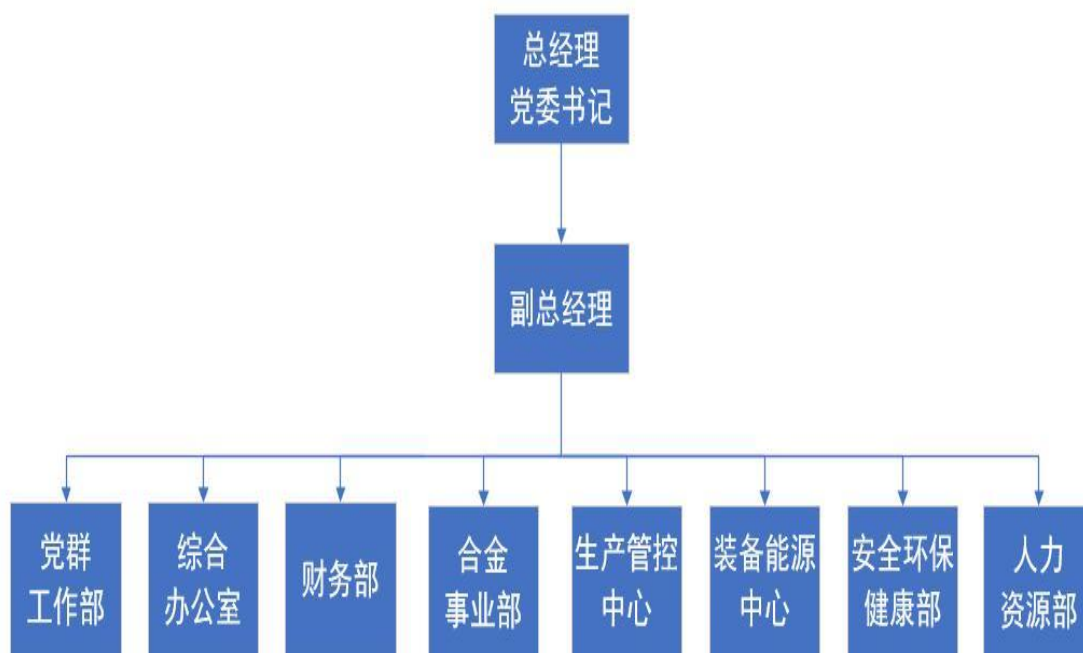 总经理
党委书记
副总经理
党群
工作部
综合
办公室
财务部
合金
事业部
生产管控
中心
装备能源
中心
安全环保
健康部
人力
资源部